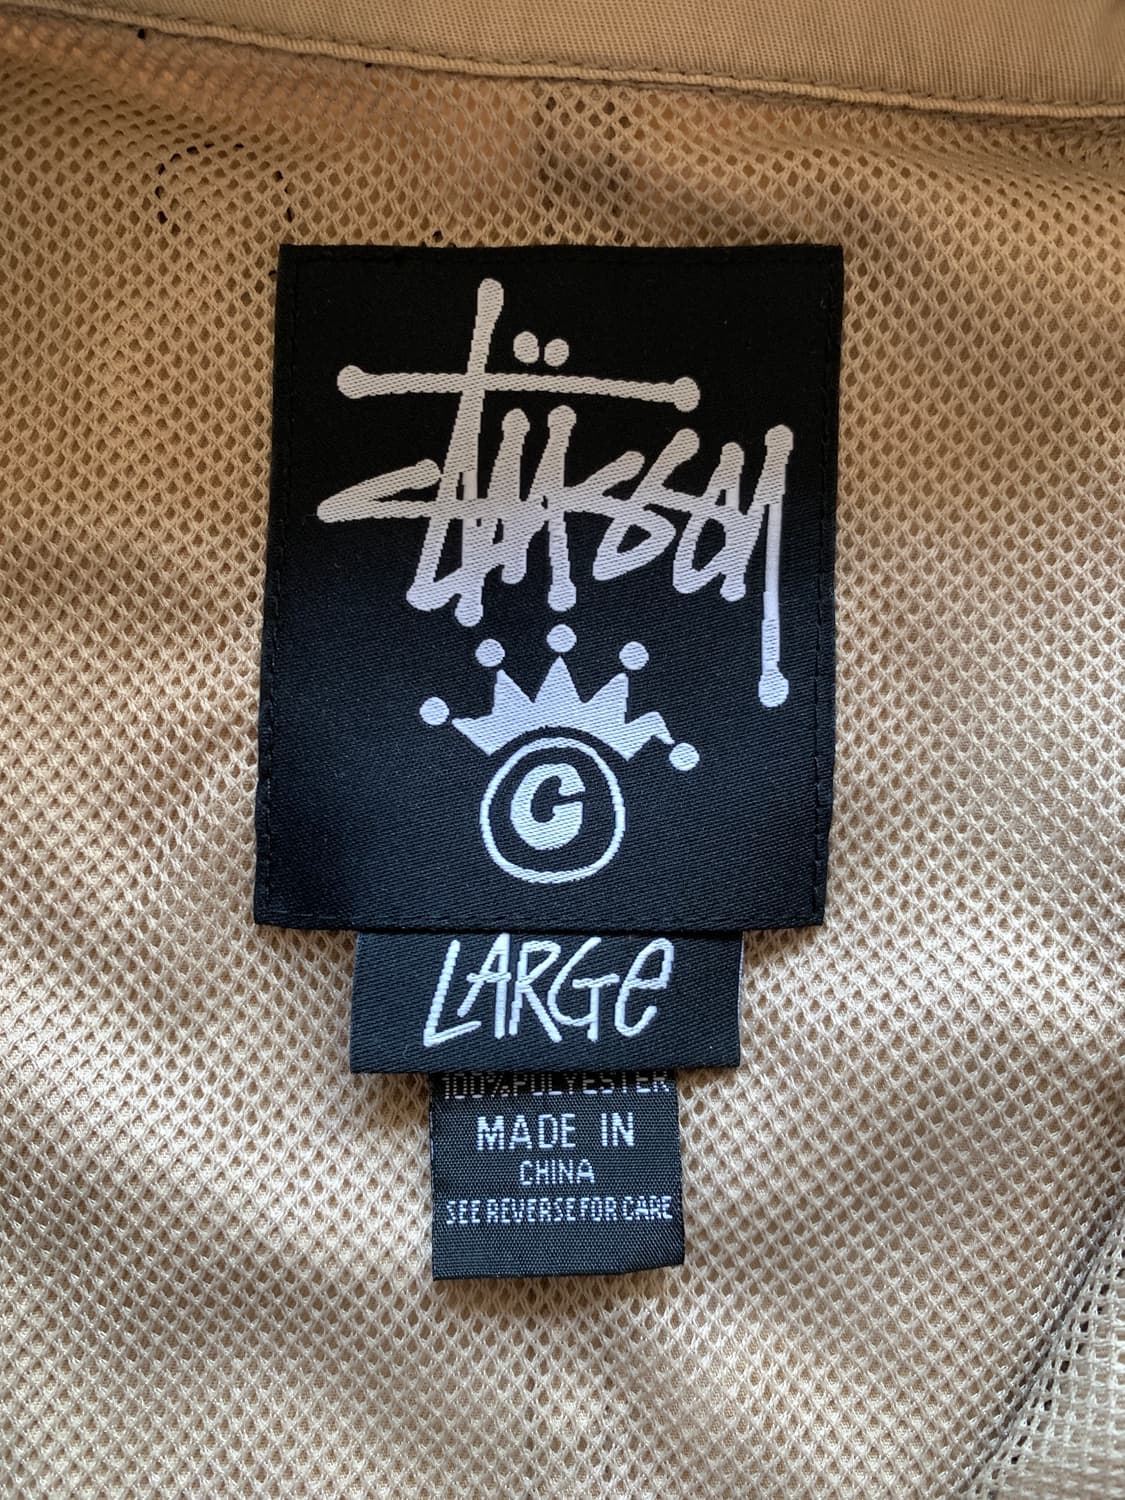 stüssy
©
LARGe
100% POLYESTER
MADE IN
CHINA
SEE REVERSE FOR CARE